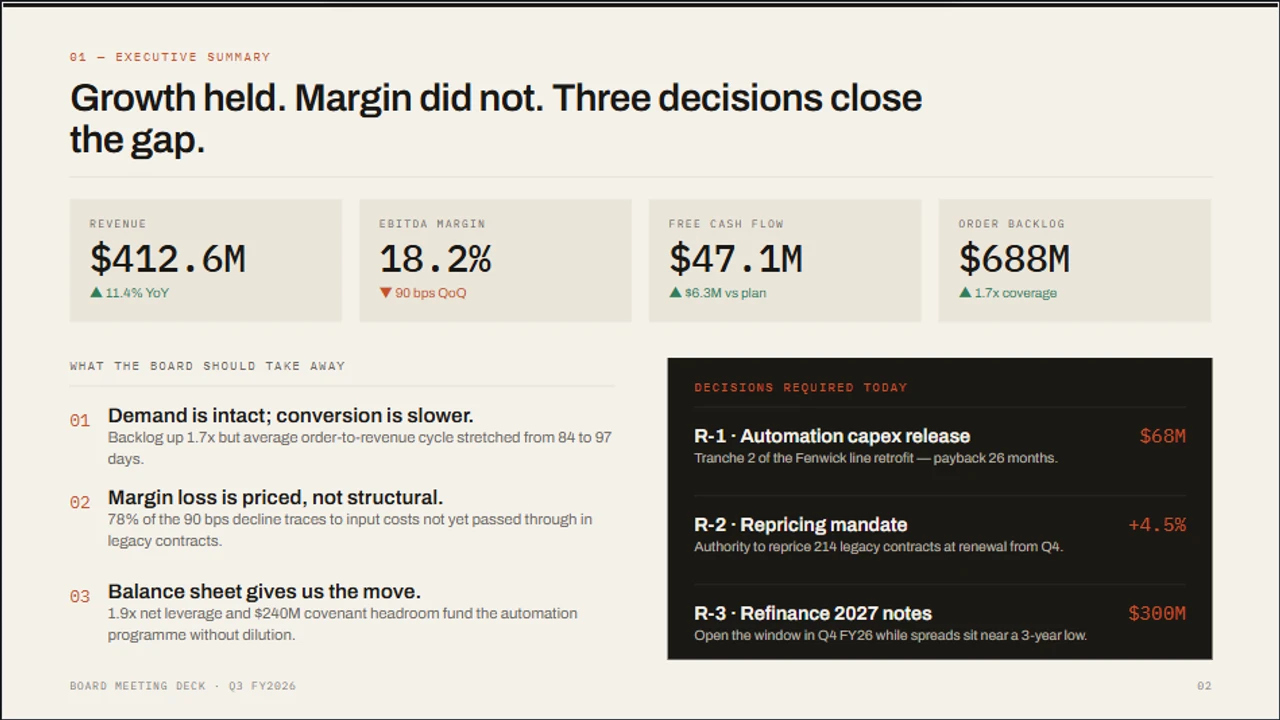 01 — EXECUTIVE SUMMARY
Growth held. Margin did not. Three decisions close
the gap.
REVENUE
$412.6M
▲ 11.4% YoY
EBITDA MARGIN
18.2%
▼ 90 bps QoQ
FREE CASH FLOW
$47.1M
▲ $6.3M vs plan
ORDER BACKLOG
$688M
▲ 1.7x coverage
WHAT THE BOARD SHOULD TAKE AWAY
01 Demand is intact; conversion is slower.
Backlog up 1.7x but average order-to-revenue cycle stretched from 84 to 97
days.
02 Margin loss is priced, not structural.
78% of the 90 bps decline traces to input costs not yet passed through in
legacy contracts.
03 Balance sheet gives us the move.
1.9x net leverage and $240M covenant headroom fund the automation
programme without dilution.
DECISIONS REQUIRED TODAY
R-1 · Automation capex release $68M
Tranche 2 of the Fenwick line retrofit — payback 26 months.
R-2 · Repricing mandate +4.5%
Authority to reprice 214 legacy contracts at renewal from Q4.
R-3 · Refinance 2027 notes $300M
Open the window in Q4 FY26 while spreads sit near a 3-year low.
BOARD MEETING DECK · Q3 FY2026 02